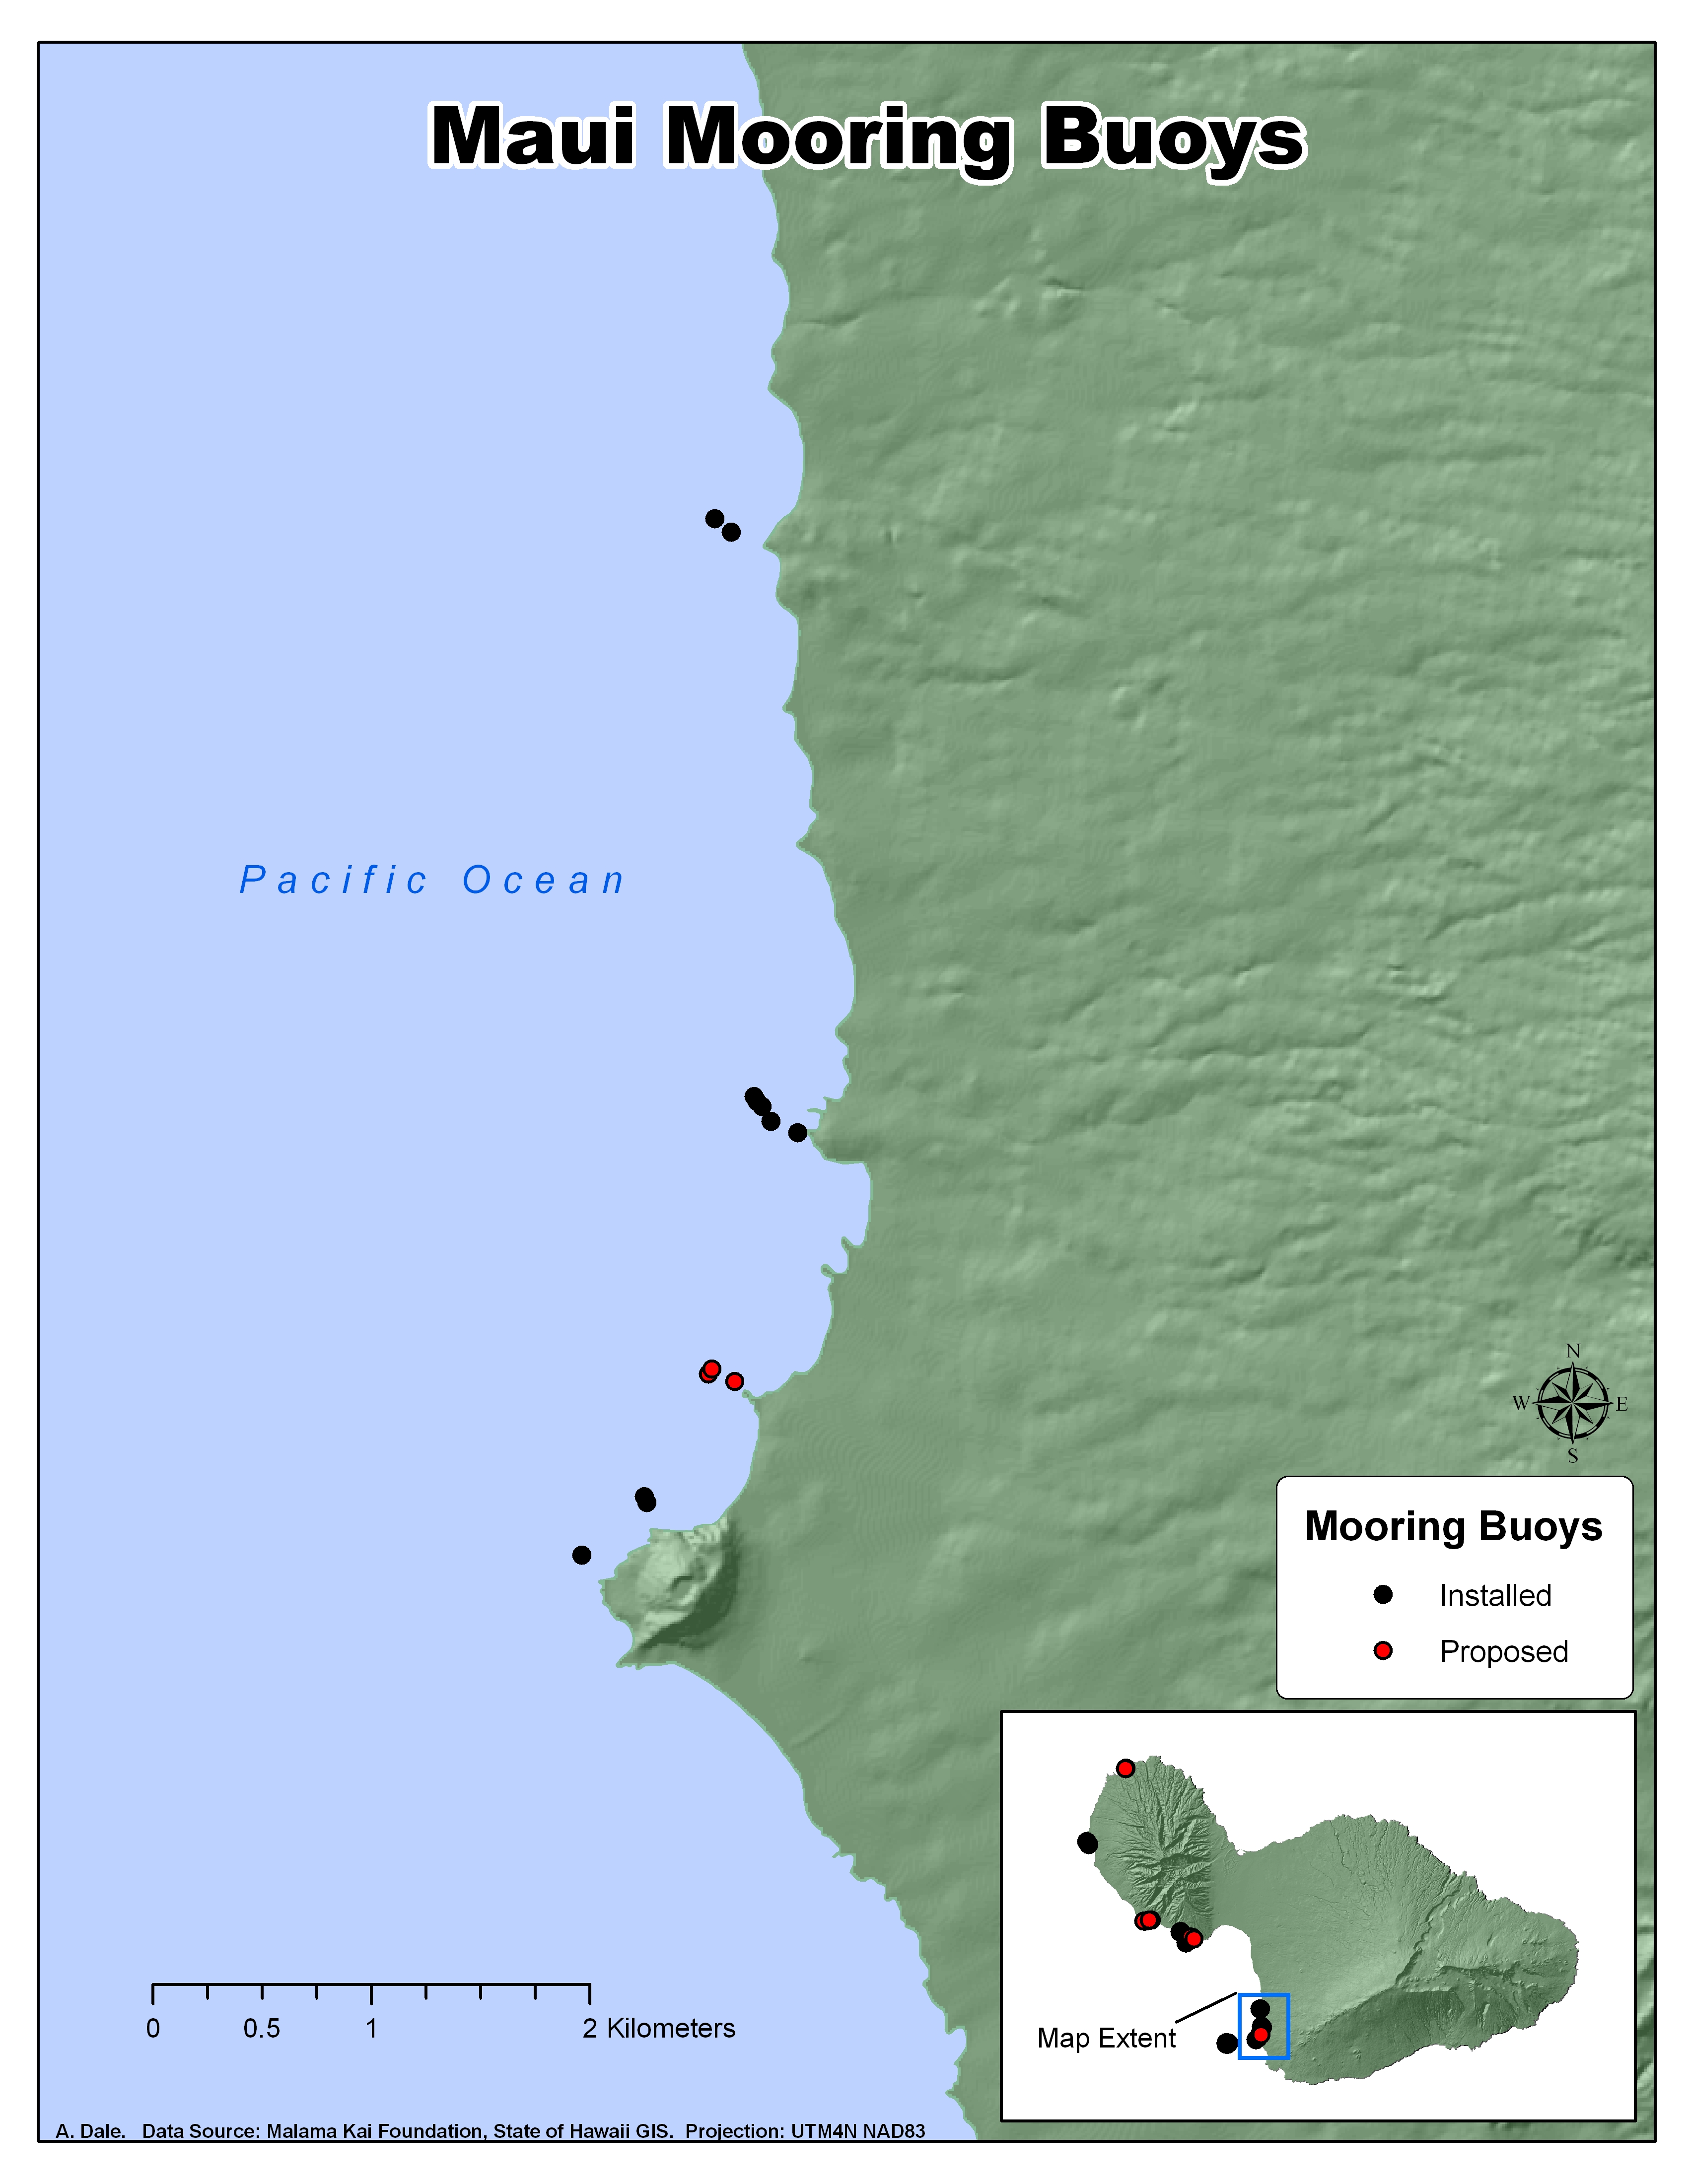 Maui Mooring Buoys
Pacific Ocean
N
W E
S
Mooring Buoys
Installed
Proposed
Map Extent
0 0.5 1 2 Kilometers
A. Dale. Data Source: Malama Kai Foundation, State of Hawaii GIS. Projection: UTM4N NAD83